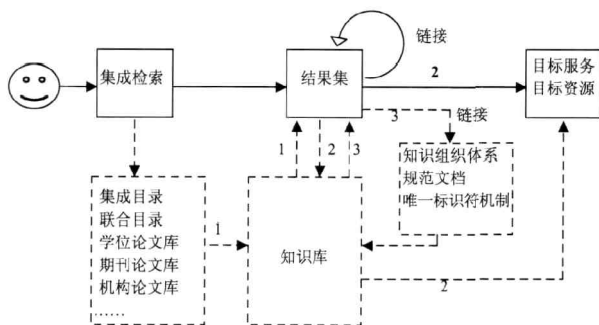 链接
集成检索
结果集
2
目标服务
目标资源
3
链接
1
2
3
知识组织体系
规范文档
唯一标识符机制
集成目录
联合目录
学位论文库
期刊论文库
机构论文库
……
1
知识库
2